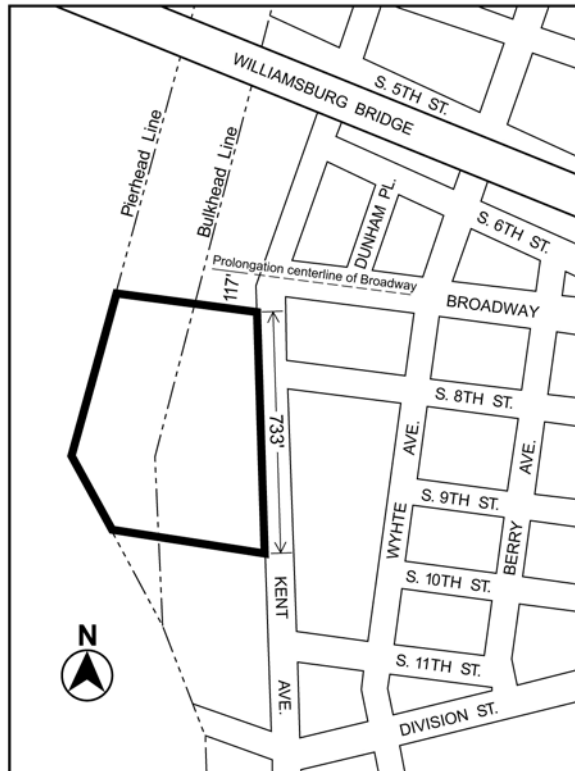 S. 5TH ST.
WILLIAMSBURG BRIDGE
Pierhead Line
Bulkhead Line
DUNHAM PL.
S. 6TH ST.
Prolongation centerline of Broadway
117'
BROADWAY
S. 8TH ST.
733'
WYHTE AVE.
BERRY AVE.
S. 9TH ST.
S. 10TH ST.
KENT AVE.
S. 11TH ST.
DIVISION ST.
N